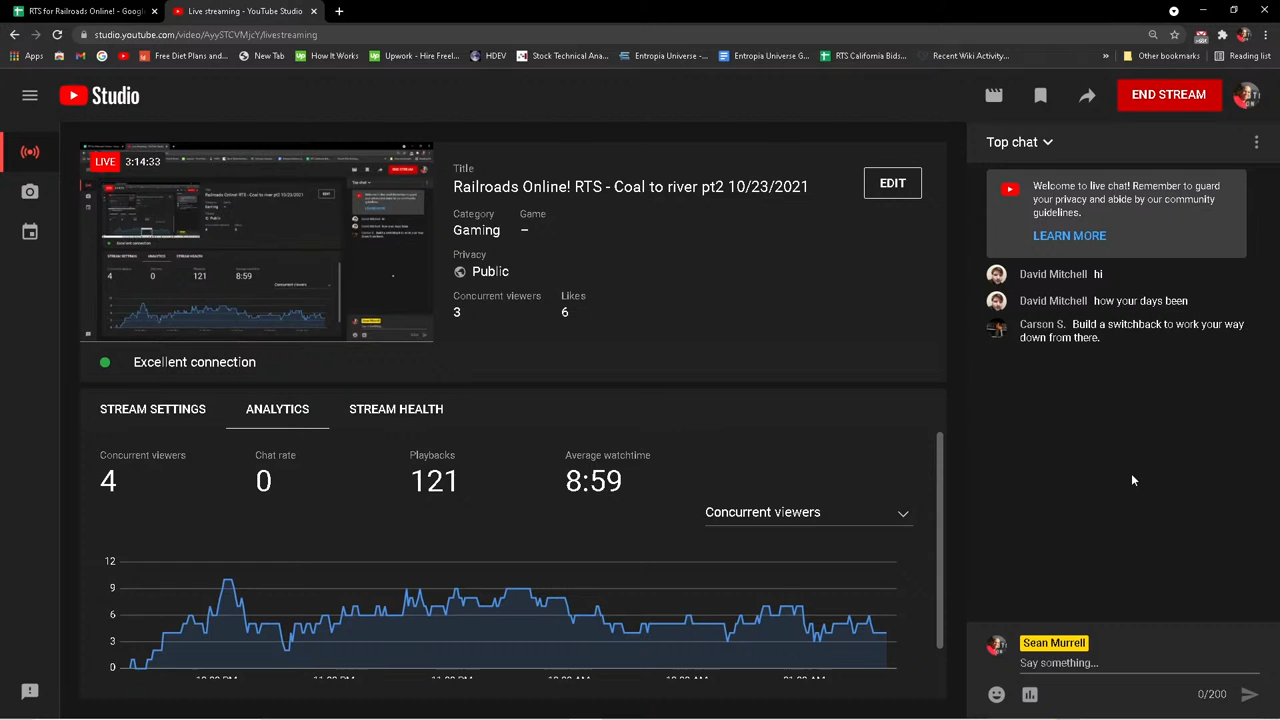 RTS for Railroads Online! - Googl
Live streaming - YouTube Studio
studio.youtube.com/video/AyySTCVMjcY/livestreaming
Apps
Free Diet Plans and...
New Tab
How It Works
Upwork - Hire Freel...
HDEV
Stock Technical Ana...
Entropia Universe -...
Entropia Universe G...
RTS California Bids...
Recent Wiki Activity...
Other bookmarks
Reading list
Studio
END STREAM
LIVE 3:14:33
Title
Railroads Online! RTS - Coal to river pt2 10/23/2021
EDIT
Category Game
Gaming –
Privacy
Public
Concurrent viewers Likes
3 6
Excellent connection
STREAM SETTINGS ANALYTICS STREAM HEALTH
Concurrent viewers Chat rate Playbacks Average watchtime
4 0 121 8:59
Concurrent viewers
12
9
6
3
0
Top chat
Welcome to live chat! Remember to guard
your privacy and abide by our community
guidelines.
LEARN MORE
David Mitchell hi
David Mitchell how your days been
Carson S. Build a switchback to work your way
down from there.
Sean Murrell
Say something...
0/200